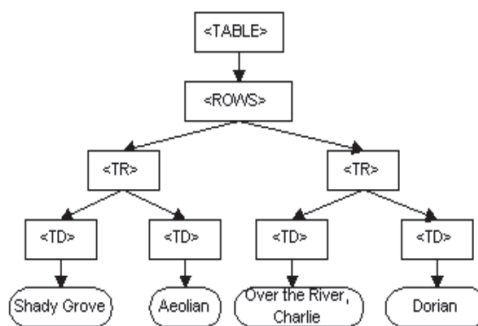 <TABLE>
<ROWS>
<TR>
<TR>
<TD>
<TD>
<TD>
<TD>
Shady Grove
Aeolian
Over the River,
Charlie
Dorian